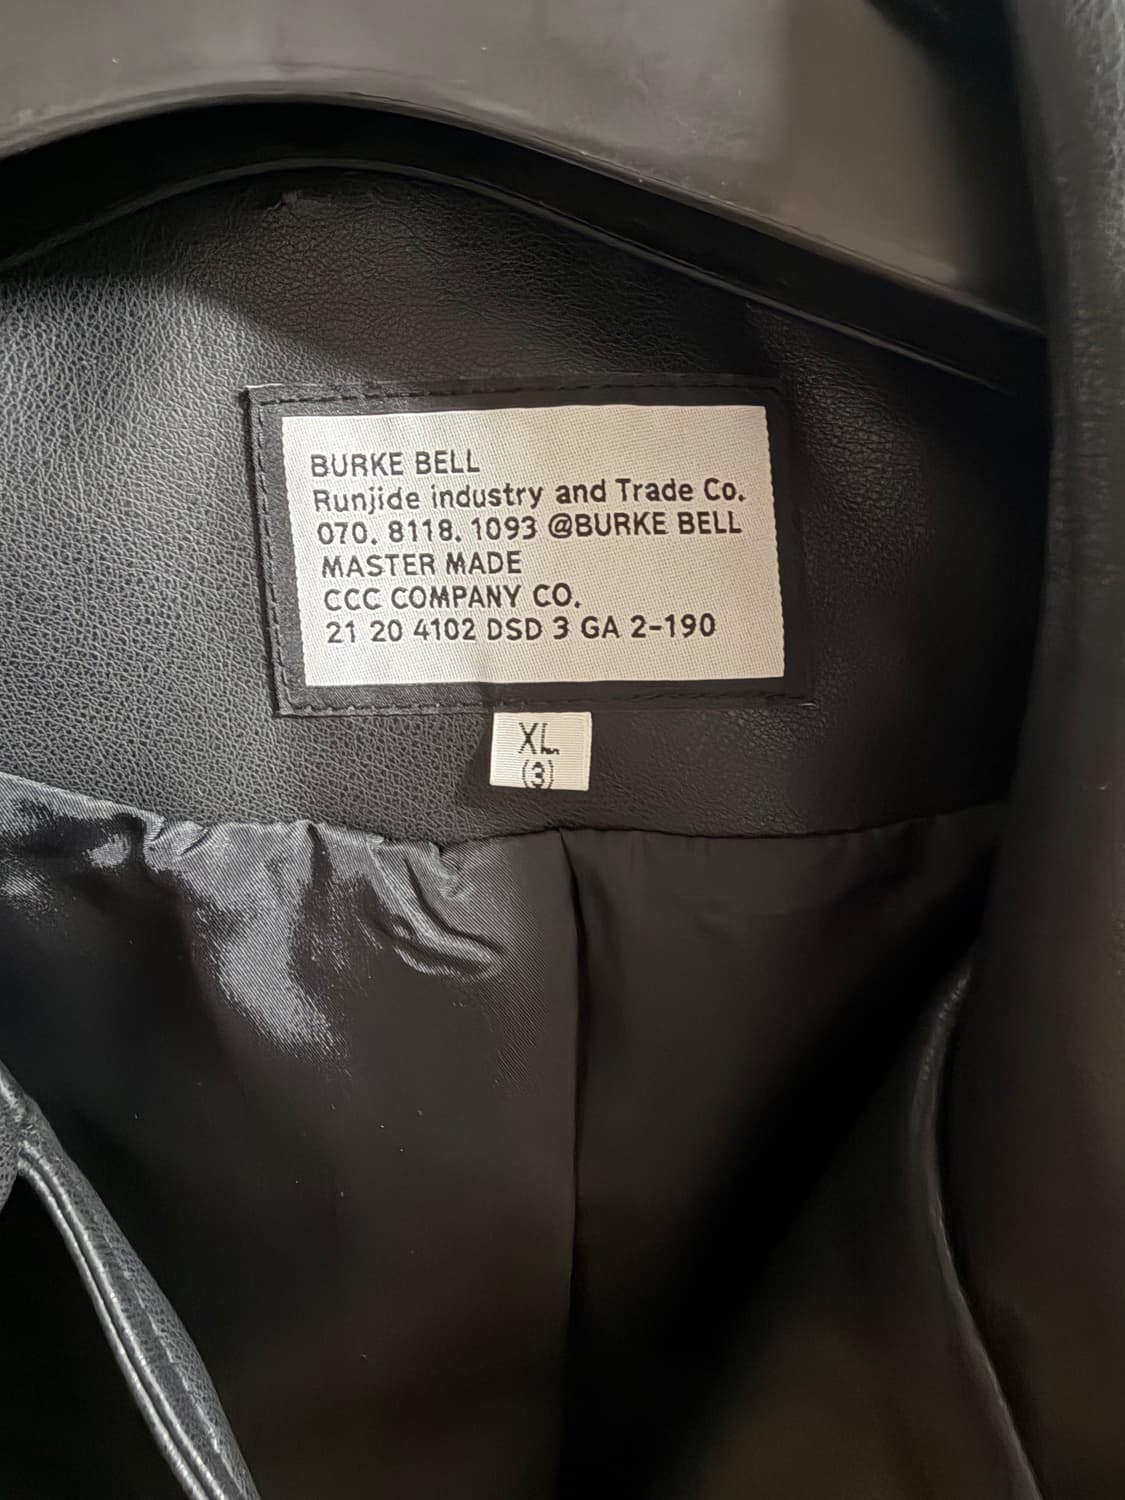 BURKE BELL
Runjide industry and Trade Co.
070. 8118. 1093 @BURKE BELL
MASTER MADE
CCC COMPANY CO.
21 20 4102 DSD 3 GA 2-190
XL
(3)